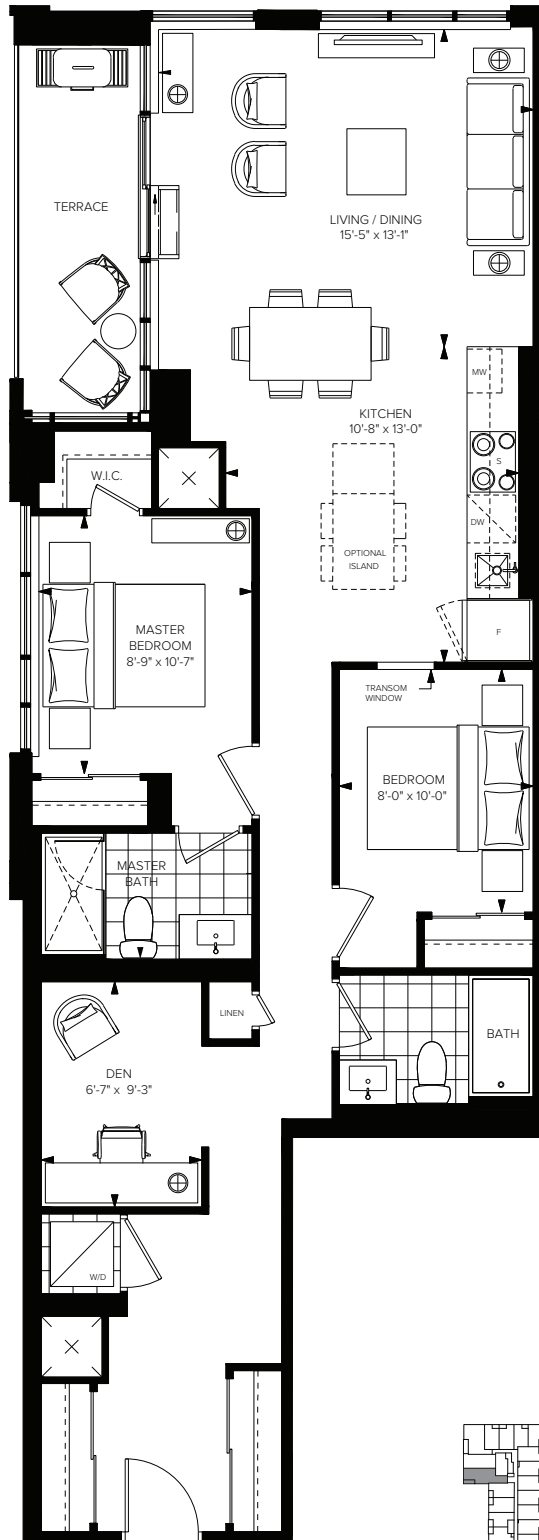 TERRACE
LIVING / DINING
15'-5" x 13'-1"
MW
KITCHEN
10'-8" x 13'-0"
S
W.I.C.
DW
OPTIONAL
ISLAND
F
MASTER
BEDROOM
8'-9" x 10'-7"
TRANSOM
WINDOW
BEDROOM
8'-0" x 10'-0"
MASTER
BATH
LINEN
BATH
DEN
6'-7" x 9'-3"
W/D